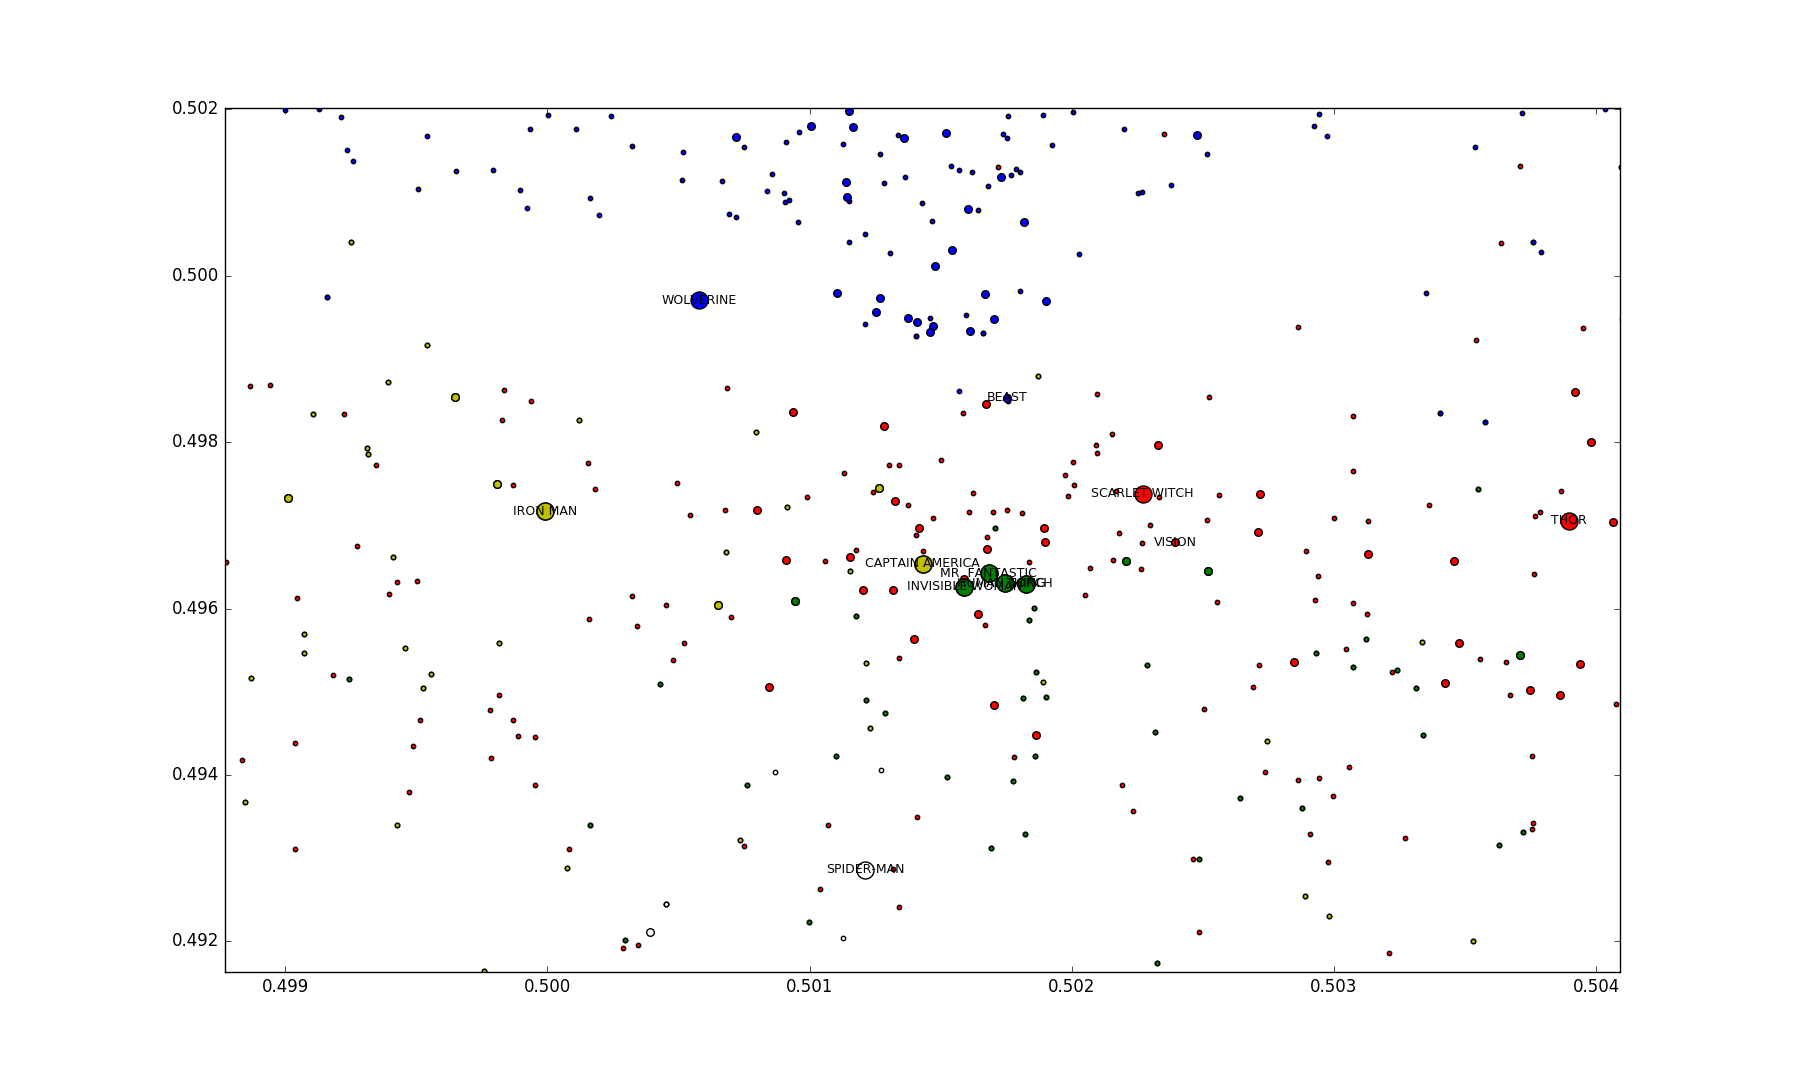 0.502
0.500
WOLVERINE
BEAST
0.498
SCARLET WITCH
IRON MAN
THOR
VISION
CAPTAIN AMERICA
MR. FANTASTIC
INVISIBLE WOMAN
0.496
0.494
SPIDER-MAN
0.492
0.499
0.500
0.501
0.502
0.503
0.504